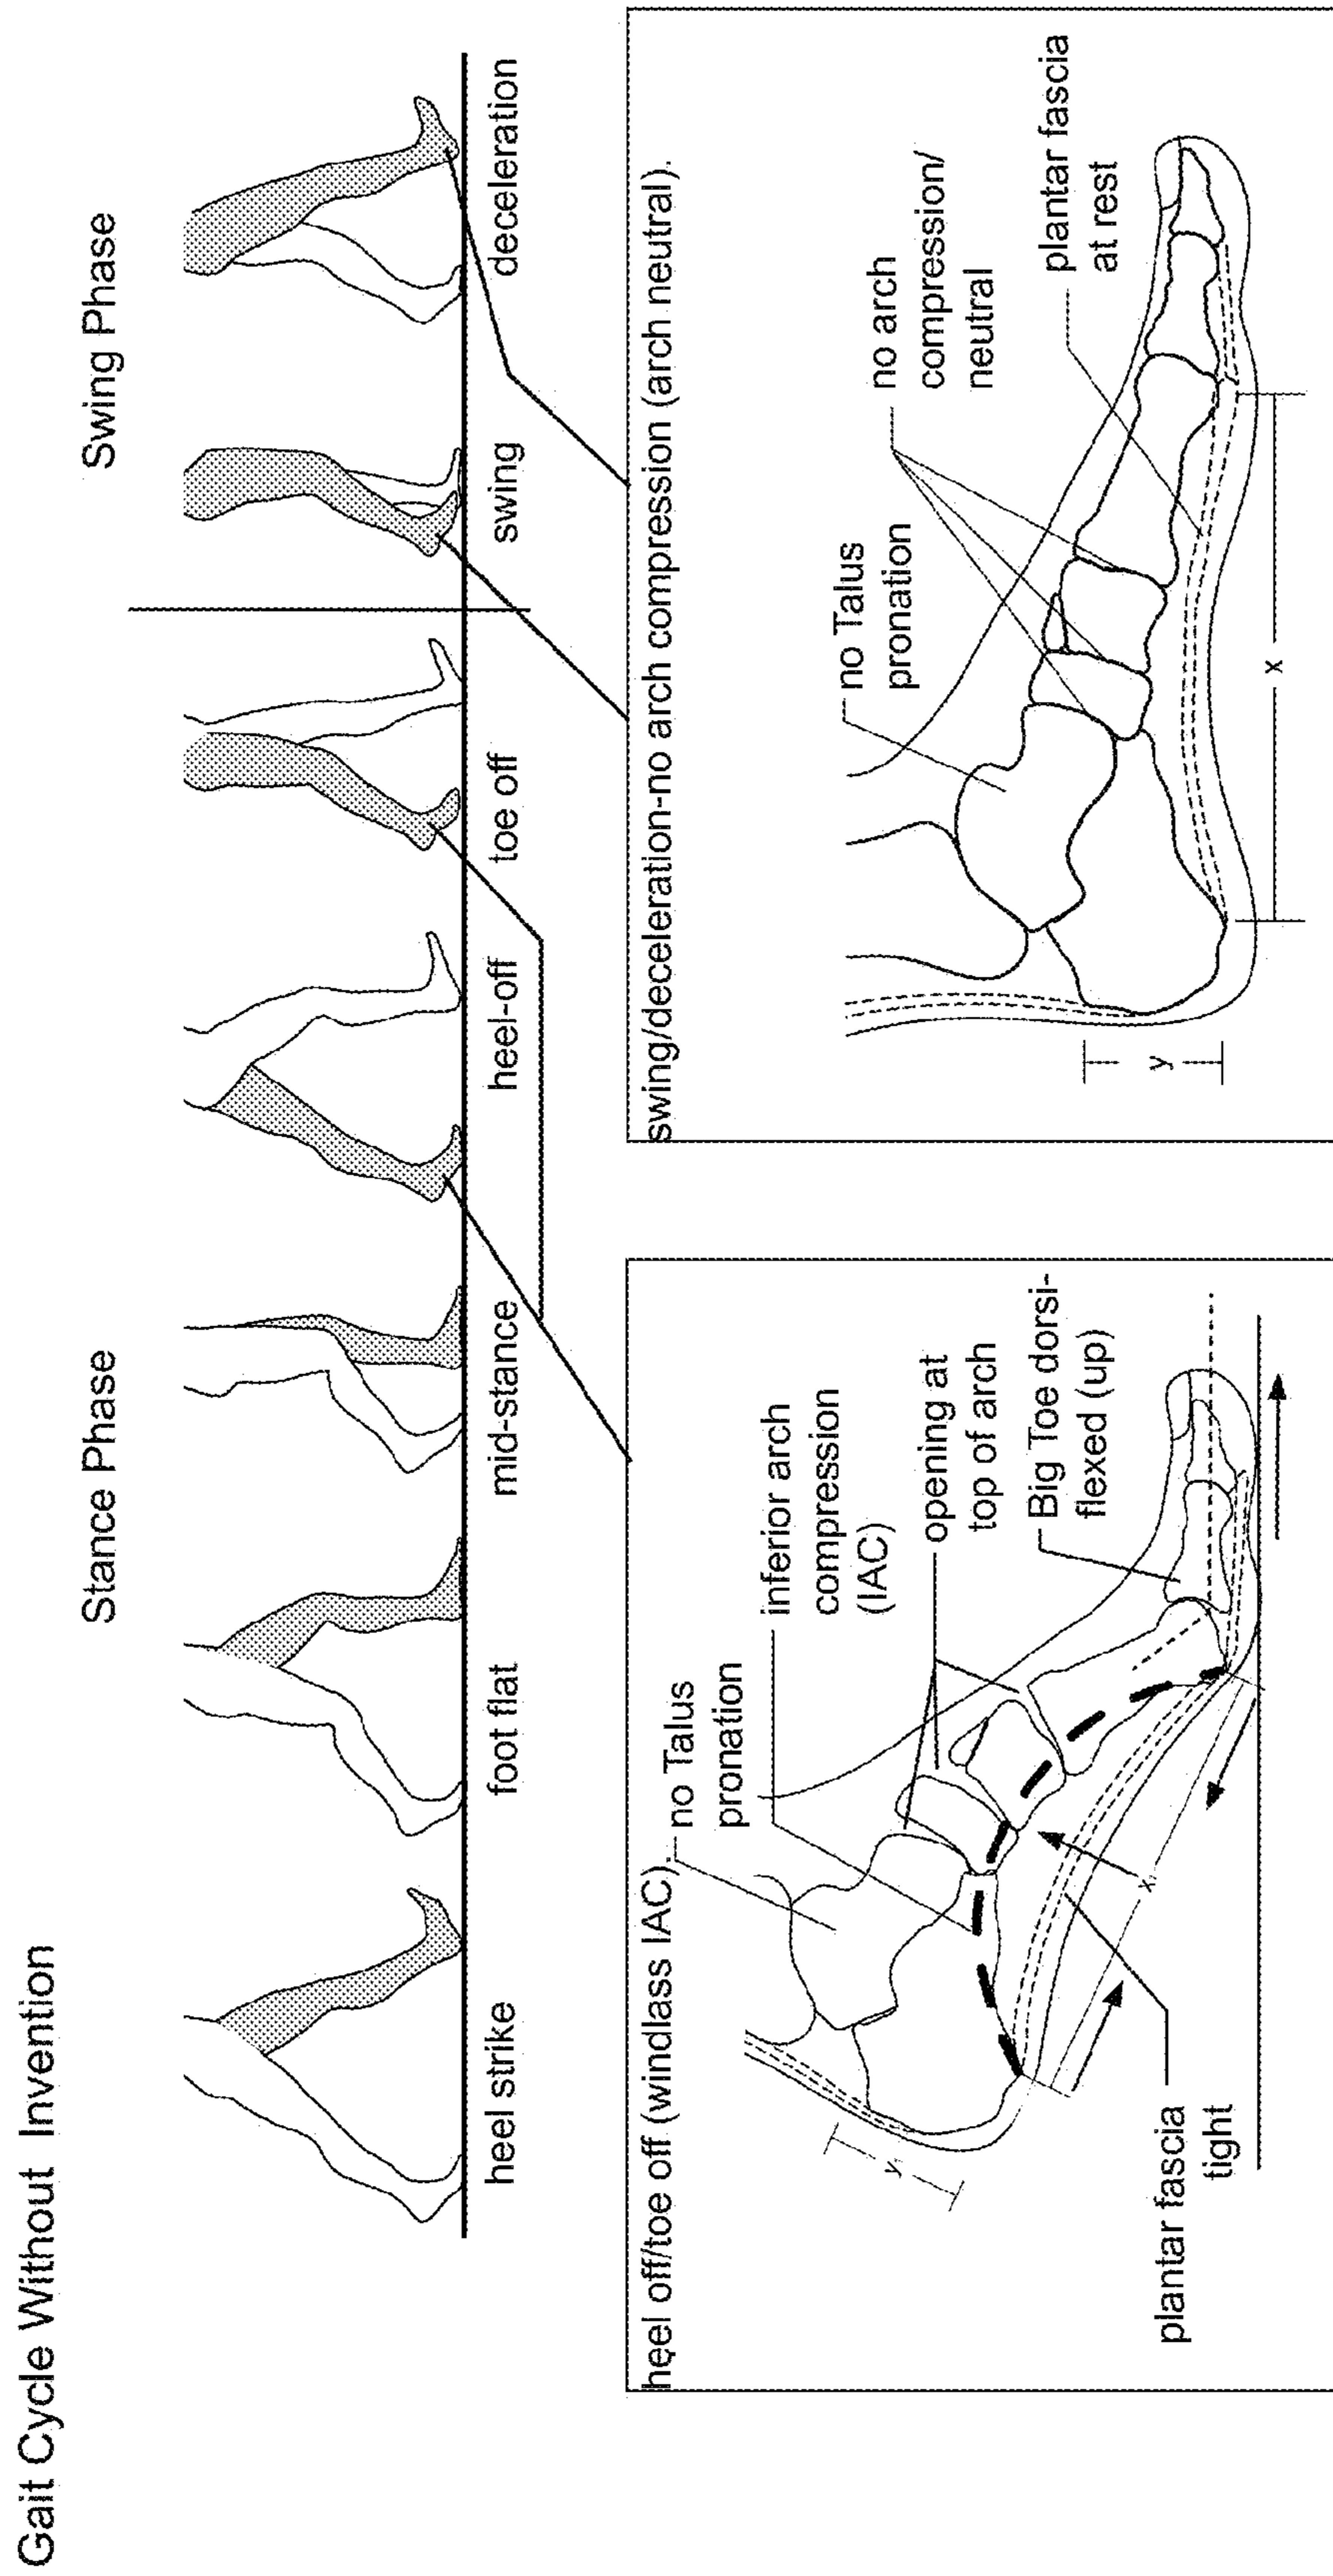 Gait Cycle Without Invention
Stance Phase
Swing Phase
heel strike
foot flat
mid-stance
heel-off
toe off
swing
deceleration
heel off/toe off (windlass IAC).
no Talus
pronation
inferior arch
compression
(IAC)
opening at
top of arch
Big Toe dorsi-
flexed (up)
plantar fascia
tight
y
x
swing/deceleration-no arch compression (arch neutral).
no Talus
pronation
no arch
compression/
neutral
plantar fascia
at rest
y
x